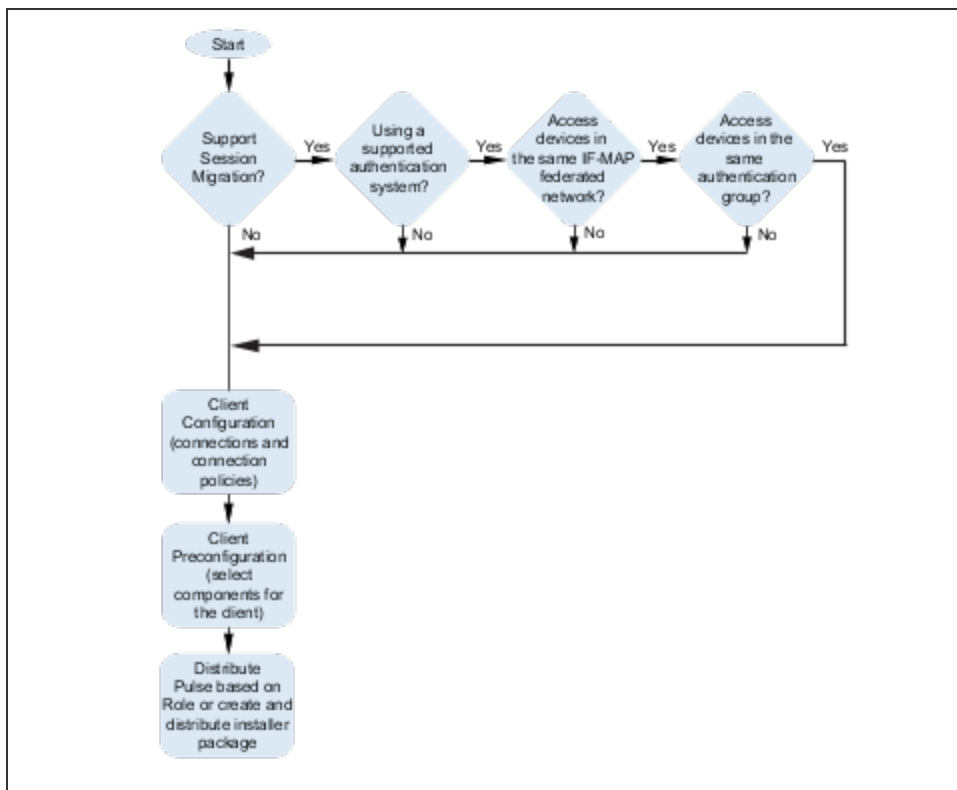 Start
Support
Session
Migration?
Yes
Using a
supported
authentication
system?
Yes
Access
devices in
the same IF-MAP
federated
network?
Yes
Access
devices in the
same
authentication
group?
Yes
No
No
No
No
Client
Configuration
(connections and
connection
policies)
Client
Preconfiguration
(select
components for
the client)
Distribute
Pulse based on
Role or create and
distribute installer
package